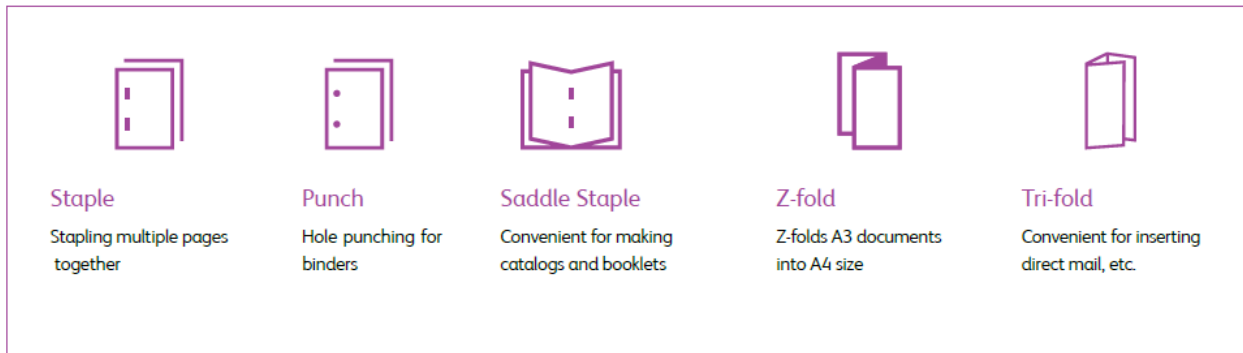 Staple
Stapling multiple pages
together
Punch
Hole punching for
binders
Saddle Staple
Convenient for making
catalogs and booklets
Z-fold
Z-folds A3 documents
into A4 size
Tri-fold
Convenient for inserting
direct mail, etc.